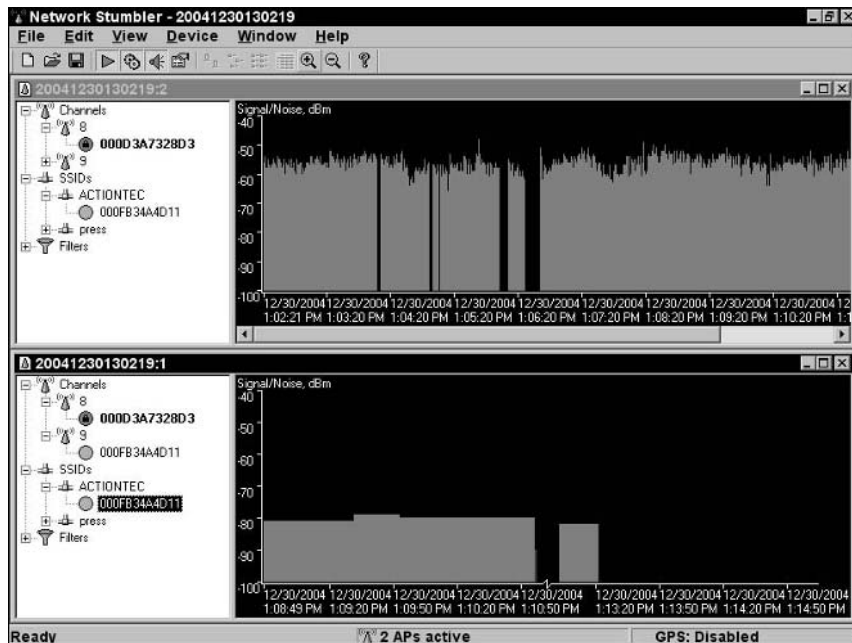 Network Stumbler - 20041230130219
File Edit View Device Window Help
20041230130219:2
Channels
8
000D3A7328D3
9
SSIDs
ACTIONTEC
000FB34A4D11
press
Filters
Signal/Noise, dBm
-40
-50
-60
-70
-80
-90
-100
12/30/2004 12/30/2004 12/30/2004 12/30/2004 12/30/2004 12/30/2004 12/30/2004 12/30/2004 12/30/2004 12
1:02:21 PM 1:03:20 PM 1:04:20 PM 1:05:20 PM 1:06:20 PM 1:07:20 PM 1:08:20 PM 1:09:20 PM 1:10:20 PM 1:1
20041230130219:1
Channels
8
000D3A7328D3
9
000FB34A4D11
SSIDs
ACTIONTEC
000FB34A4D11
press
Filters
Signal/Noise, dBm
-40
-50
-60
-70
-80
-90
-100
12/30/2004 12/30/2004 12/30/2004 12/30/2004 12/30/2004 12/30/2004 12/30/2004 12/30/2004 12/30/2004
1:08:49 PM 1:09:20 PM 1:09:50 PM 1:10:20 PM 1:10:50 PM 1:13:20 PM 1:13:50 PM 1:14:20 PM 1:14:50 PM
Ready 2 APs active GPS: Disabled